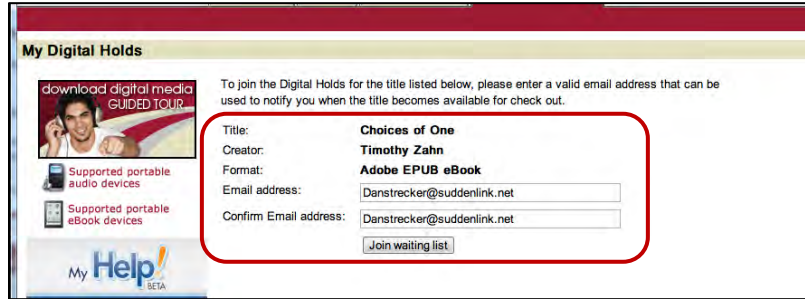 My Digital Holds
download digital media
GUIDED TOUR
Supported portable
audio devices
Supported portable
eBook devices
My Help!
BETA
To join the Digital Holds for the title listed below, please enter a valid email address that can be
used to notify you when the title becomes available for check out.
Title: Choices of One
Creator: Timothy Zahn
Format: Adobe EPUB eBook
Email address: Danstrecker@suddenlink.net
Confirm Email address: Danstrecker@suddenlink.net
Join waiting list